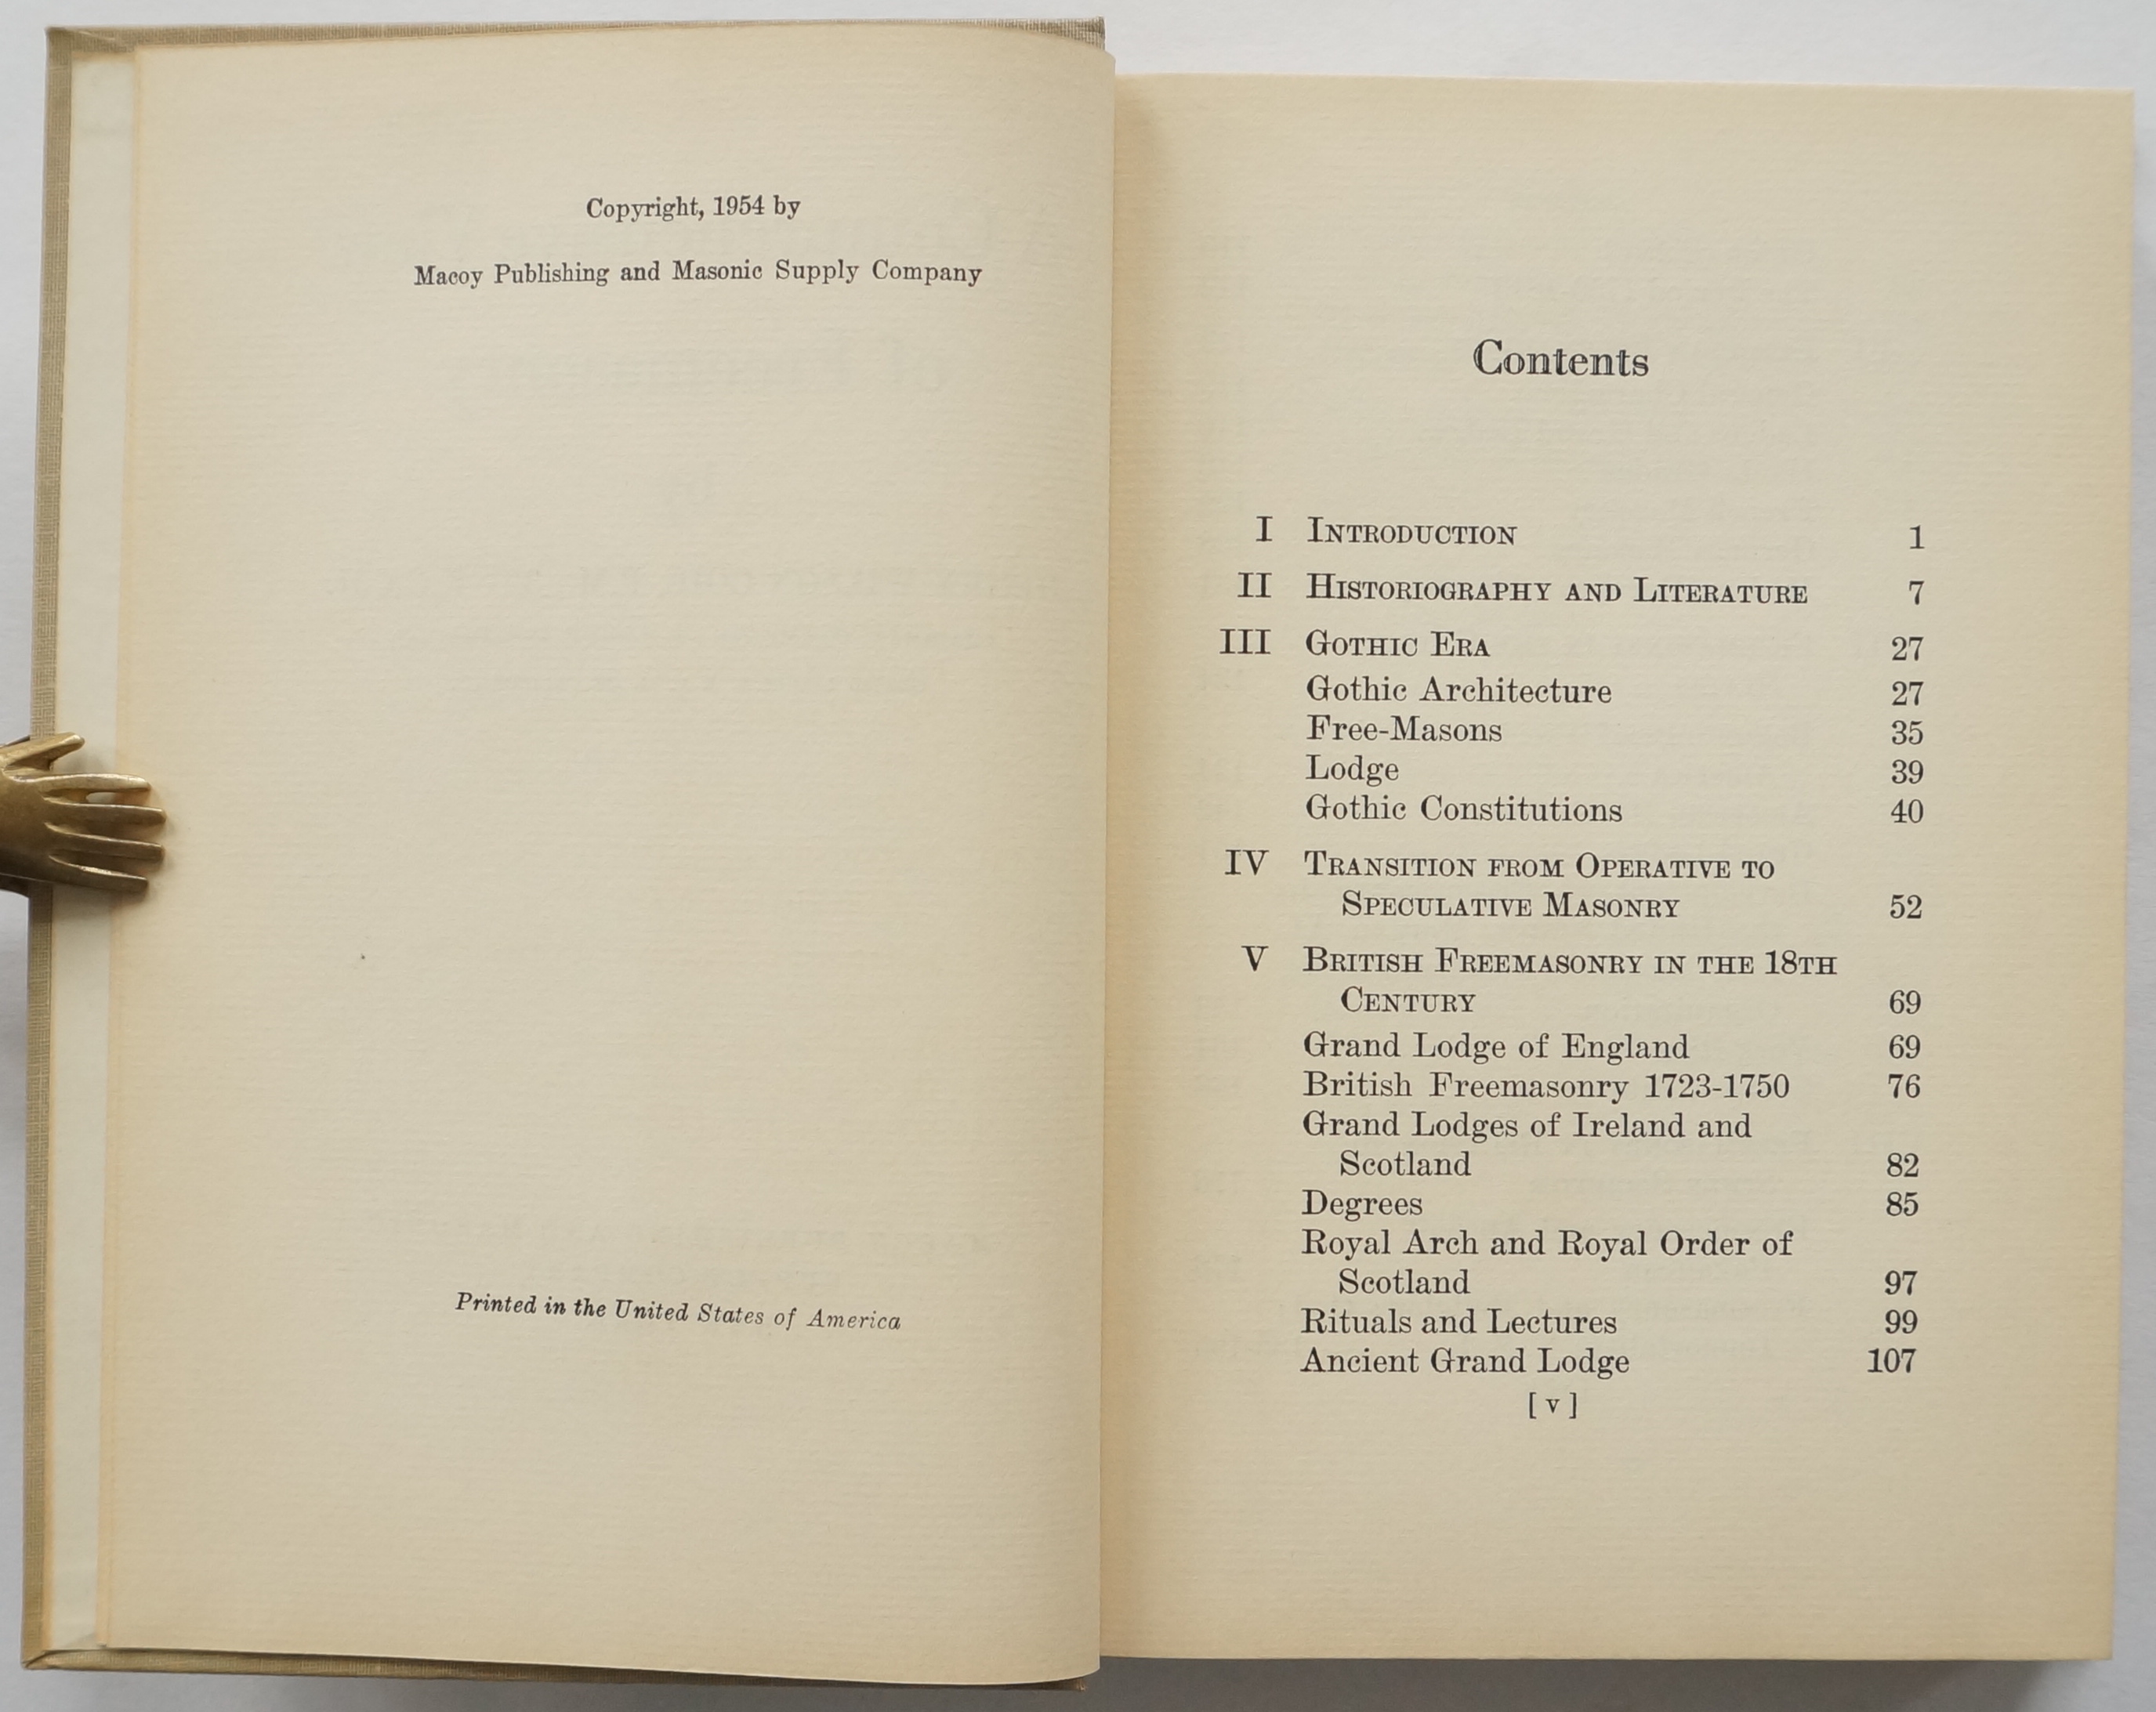 Copyright, 1954 by
Macoy Publishing and Masonic Supply Company
Printed in the United States of America
Contents
I Introduction 1
II Historiography and Literature 7
III Gothic Era 27
Gothic Architecture 27
Free-Masons 35
Lodge 39
Gothic Constitutions 40
IV Transition from Operative to
Speculative Masonry 52
V British Freemasonry in the 18th
Century 69
Grand Lodge of England 69
British Freemasonry 1723-1750 76
Grand Lodges of Ireland and
Scotland 82
Degrees 85
Royal Arch and Royal Order of
Scotland 97
Rituals and Lectures 99
Ancient Grand Lodge 107
[ v ]